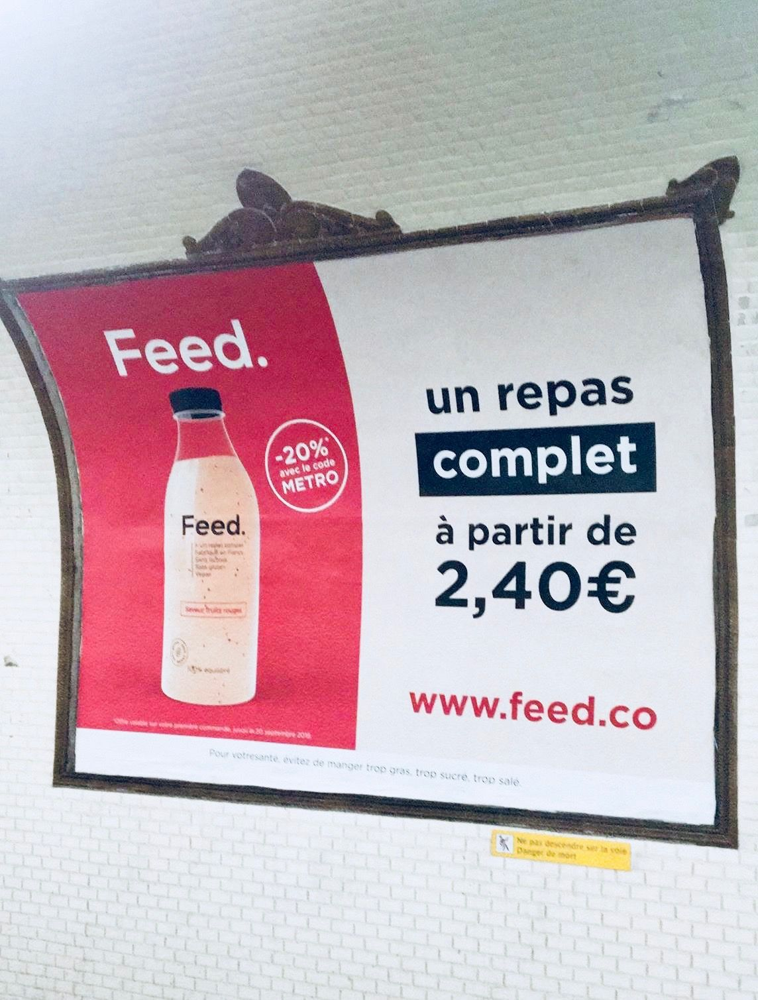 Feed.
-20%*
avec le code
METRO
Feed.
un repas complet
Fabriqué en France
Sans lactose
Sans gluten
Vegan
Saveur fruits rouges
100% équilibré
*Offre valable sur votre première commande, jusqu'au 20 septembre 2018.
un repas
complet
à partir de
2,40€
www.feed.co
Pour votresanté, évitez de manger trop gras, trop sucré, trop salé.
Ne pas descendre sur la voie
Danger de mort